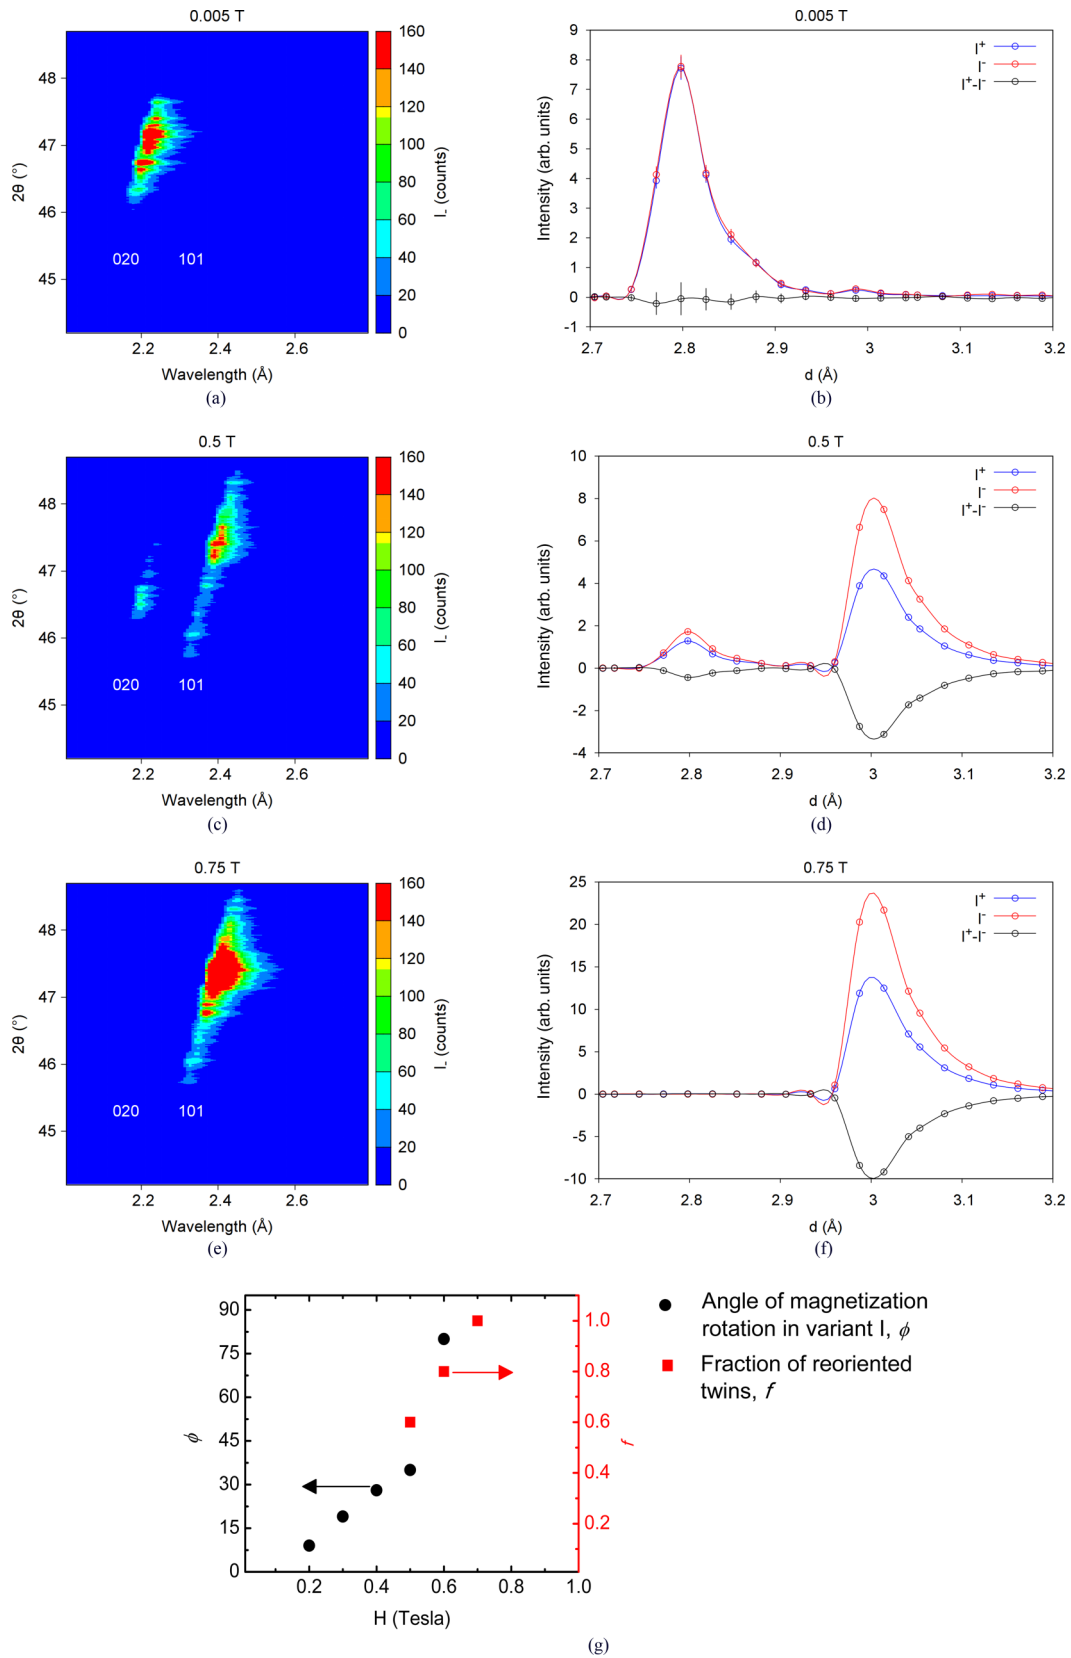 0.005 T
160
140
120
100
80
60
40
20
0
48
47
46
45
2θ (°)
020 101
2.2 2.4 2.6
Wavelength (Å)
I_ (counts)
(a)
0.005 T
9
8
7
6
5
4
3
2
1
0
-1
Intensity (arb. units)
I+
I-
I+-I-
2.7 2.8 2.9 3 3.1 3.2
d (Å)
(b)
0.5 T
160
140
120
100
80
60
40
20
0
48
47
46
45
2θ (°)
020 101
2.2 2.4 2.6
Wavelength (Å)
I_ (counts)
(c)
0.5 T
10
8
6
4
2
0
-2
-4
Intensity (arb. units)
I+
I-
I+-I-
2.7 2.8 2.9 3 3.1 3.2
d (Å)
(d)
0.75 T
160
140
120
100
80
60
40
20
0
48
47
46
45
2θ (°)
020 101
2.2 2.4 2.6
Wavelength (Å)
I_ (counts)
(e)
0.75 T
25
20
15
10
5
0
-5
-10
Intensity (arb. units)
I+
I-
I+-I-
2.7 2.8 2.9 3 3.1 3.2
d (Å)
(f)
90
75
60
45
30
15
0
ϕ
1.0
0.8
0.6
0.4
0.2
f
0.2 0.4 0.6 0.8 1.0
H (Tesla)
Angle of magnetization
rotation in variant I, ϕ
Fraction of reoriented
twins, f
(g)